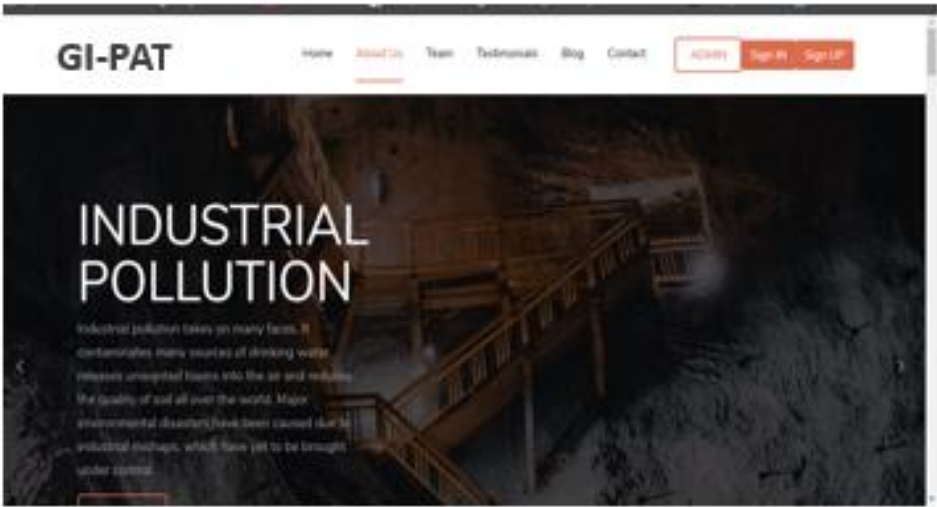 GI-PAT
Home About Us Team Testimonials Blog Contact ADMIN Sign IN Sign UP
INDUSTRIAL
POLLUTION
Industrial pollution takes on many faces. It
contaminates many sources of drinking water,
releases unwanted toxins into the air and reduces
the quality of soil all over the world. Major
environmental disasters have been caused due to
industrial mishaps, which have yet to be brought
under control.